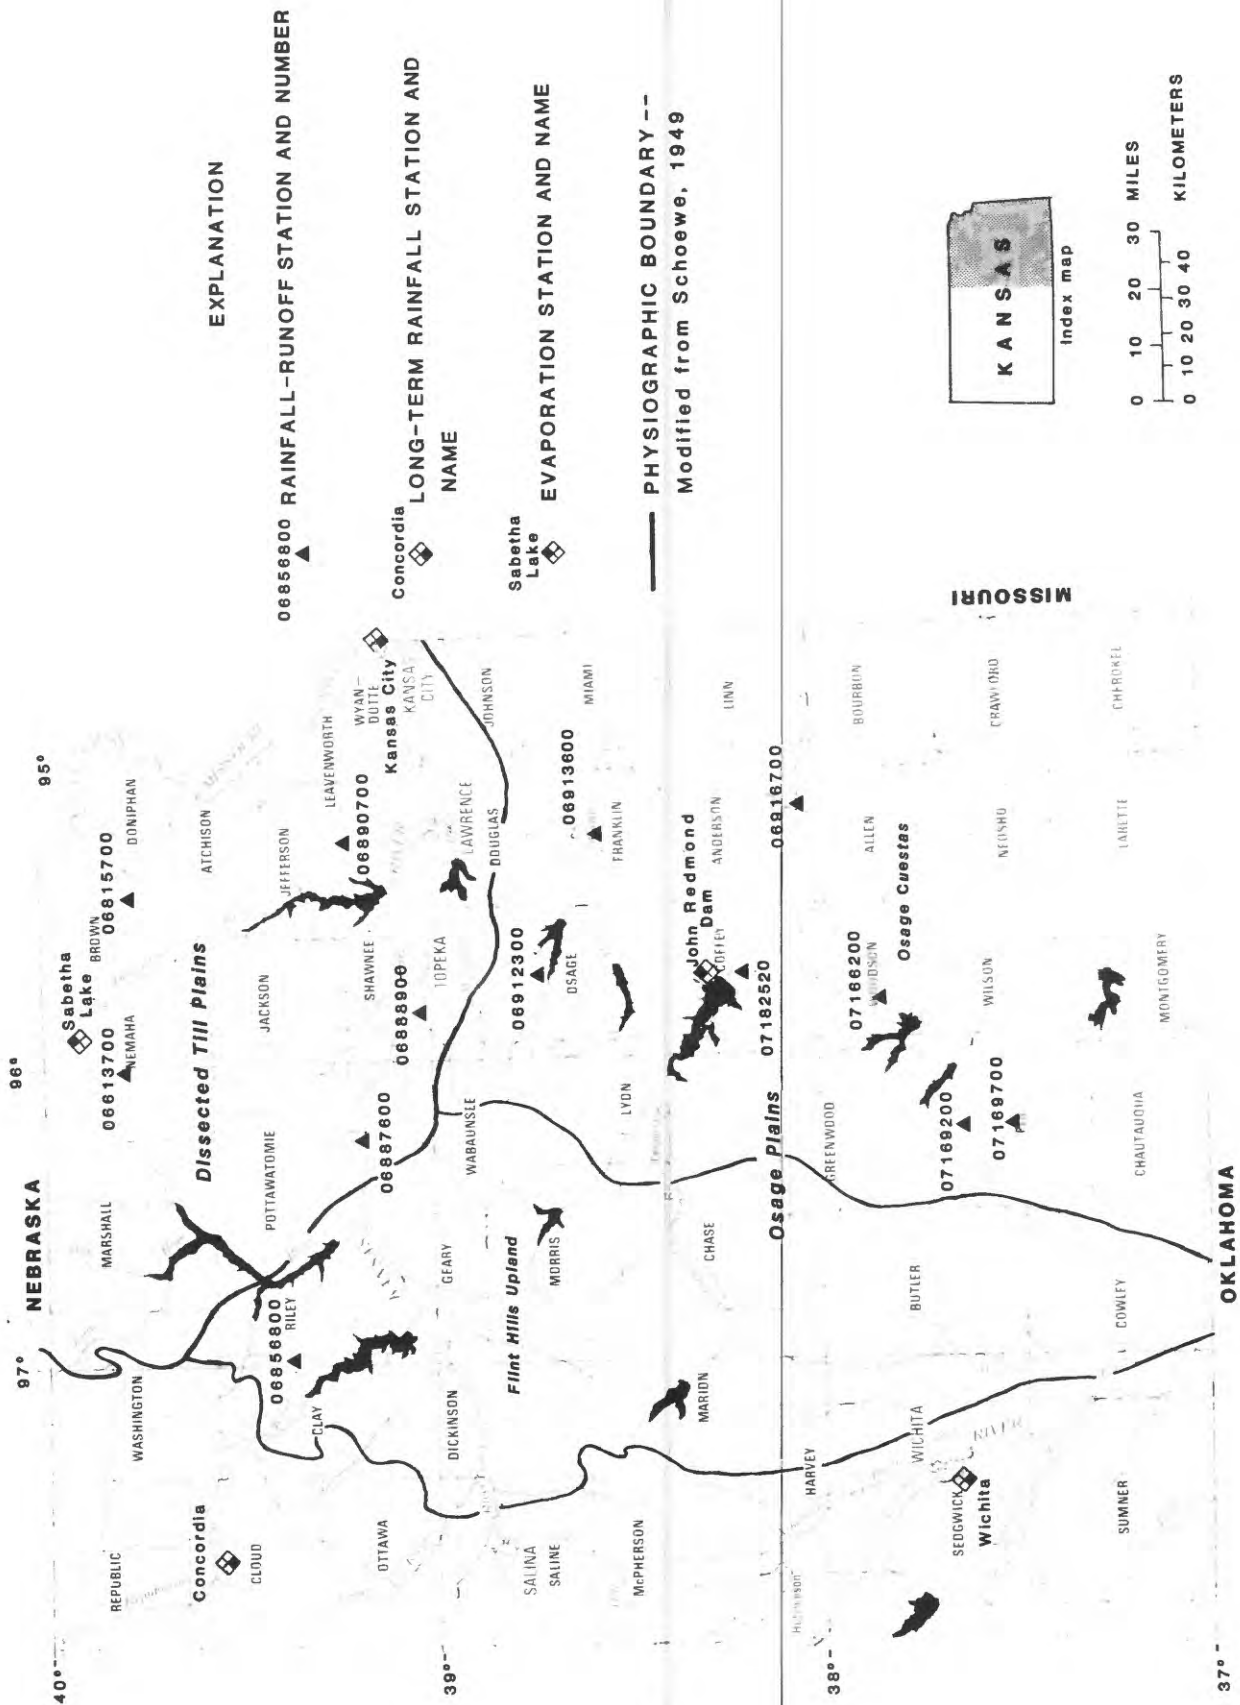 EXPLANATION
06856800 RAINFALL-RUNOFF STATION AND NUMBER
Concordia
LONG-TERM RAINFALL STATION AND
NAME
Sabetha
Lake
EVAPORATION STATION AND NAME
PHYSIOGRAPHIC BOUNDARY--
Modified from Schoewe, 1949
KANSAS
Index map
0 10 20 30 MILES
0 10 20 30 40 KILOMETERS
NEBRASKA
MISSOURI
OKLAHOMA
97°
96°
95°
40°
39°
38°
37°
REPUBLIC
WASHINGTON
MARSHALL
06613700
NEMAHA
Sabetha
Lake
BROWN
06815700
DONIPHAN
Concordia
CLOUD
CLAY
06856800
RILEY
POTTAWATOMIE
Dissected Till Plains
JACKSON
ATCHISON
JEFFERSON
LEAVENWORTH
06890700
WYAN-
DOTTE
Kansas City
KANSAS
CITY
OTTAWA
DICKINSON
GEARY
06887600
WABAUNSEE
SHAWNEE
06888900
TOPEKA
LAWRENCE
DOUGLAS
JOHNSON
SALINA
SALINE
Flint Hills Upland
MORRIS
06912300
OSAGE
06913600
FRANKLIN
MIAMI
McPHERSON
MARION
CHASE
LYON
John Redmond
Dam
COFFEY
07182520
ANDERSON
LINN
Osage Plains
06916700
HARVEY
BUTLER
GREENWOOD
07166200
WOODSON
ALLEN
BOURBON
Osage Cuestas
WICHITA
RIVER
SEDGWICK
Wichita
07169200
07169700
WILSON
NEOSHO
CRAWFORD
SUMNER
COWLEY
CHAUTAUQUA
MONTGOMERY
LABETTE
CHEROKEE